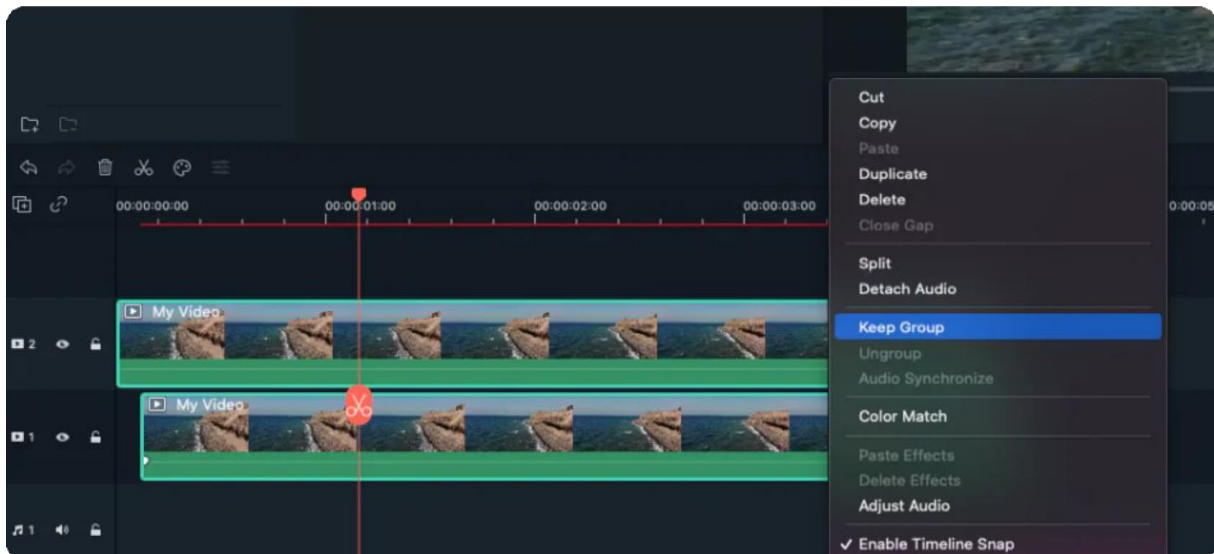 Cut
Copy
Paste
Duplicate
Delete
Close Gap
00:00:00:00 00:00:01:00 00:00:02:00 00:00:03:00 0:00:05
Split
Detach Audio
My Video
Keep Group
2
Ungroup
Audio Synchronize
My Video
Color Match
1
Paste Effects
Delete Effects
Adjust Audio
1
✓ Enable Timeline Snap